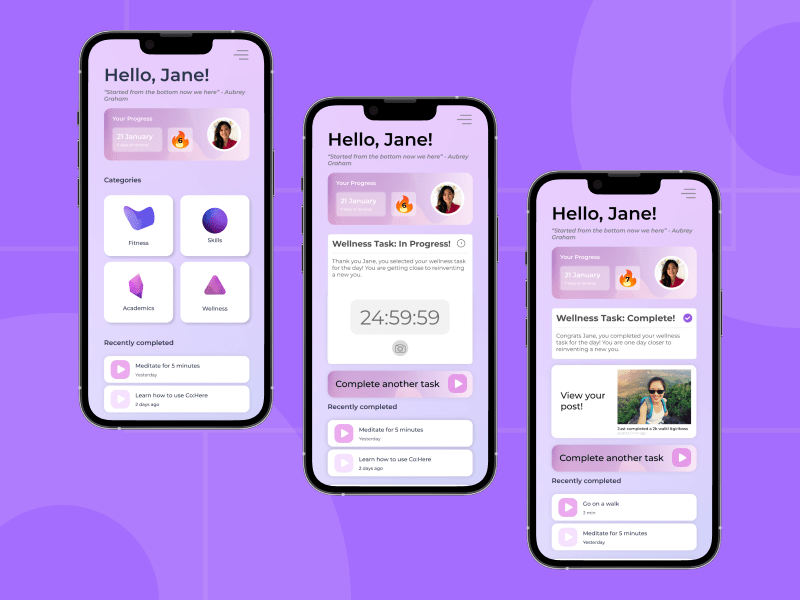 Hello, Jane!
“Started from the bottom now we here” - Aubrey
Graham
Your Progress
21 January
6
Categories
Fitness
Skills
Academics
Wellness
Recently completed
Meditate for 5 minutes
Yesterday
Learn how to use Co:Here
2 days ago
Hello, Jane!
“Started from the bottom now we here” - Aubrey
Graham
Your Progress
21 January
6
Wellness Task: In Progress!
Thank you Jane, you selected your wellness
task for the day! You are getting close to reinventing
a new you.
24:59:59
Complete another task
Recently completed
Meditate for 5 minutes
Yesterday
Learn how to use Co:Here
2 days ago
Hello, Jane!
“Started from the bottom now we here” - Aubrey
Graham
Your Progress
21 January
7
Wellness Task: Complete!
Congrats Jane, you completed your wellness
task for the day! You are one day closer to
reinventing a new you.
View your
post!
Just completed a 2k walk!
Complete another task
Recently completed
Go on a walk
2 min
Meditate for 5 minutes
Yesterday